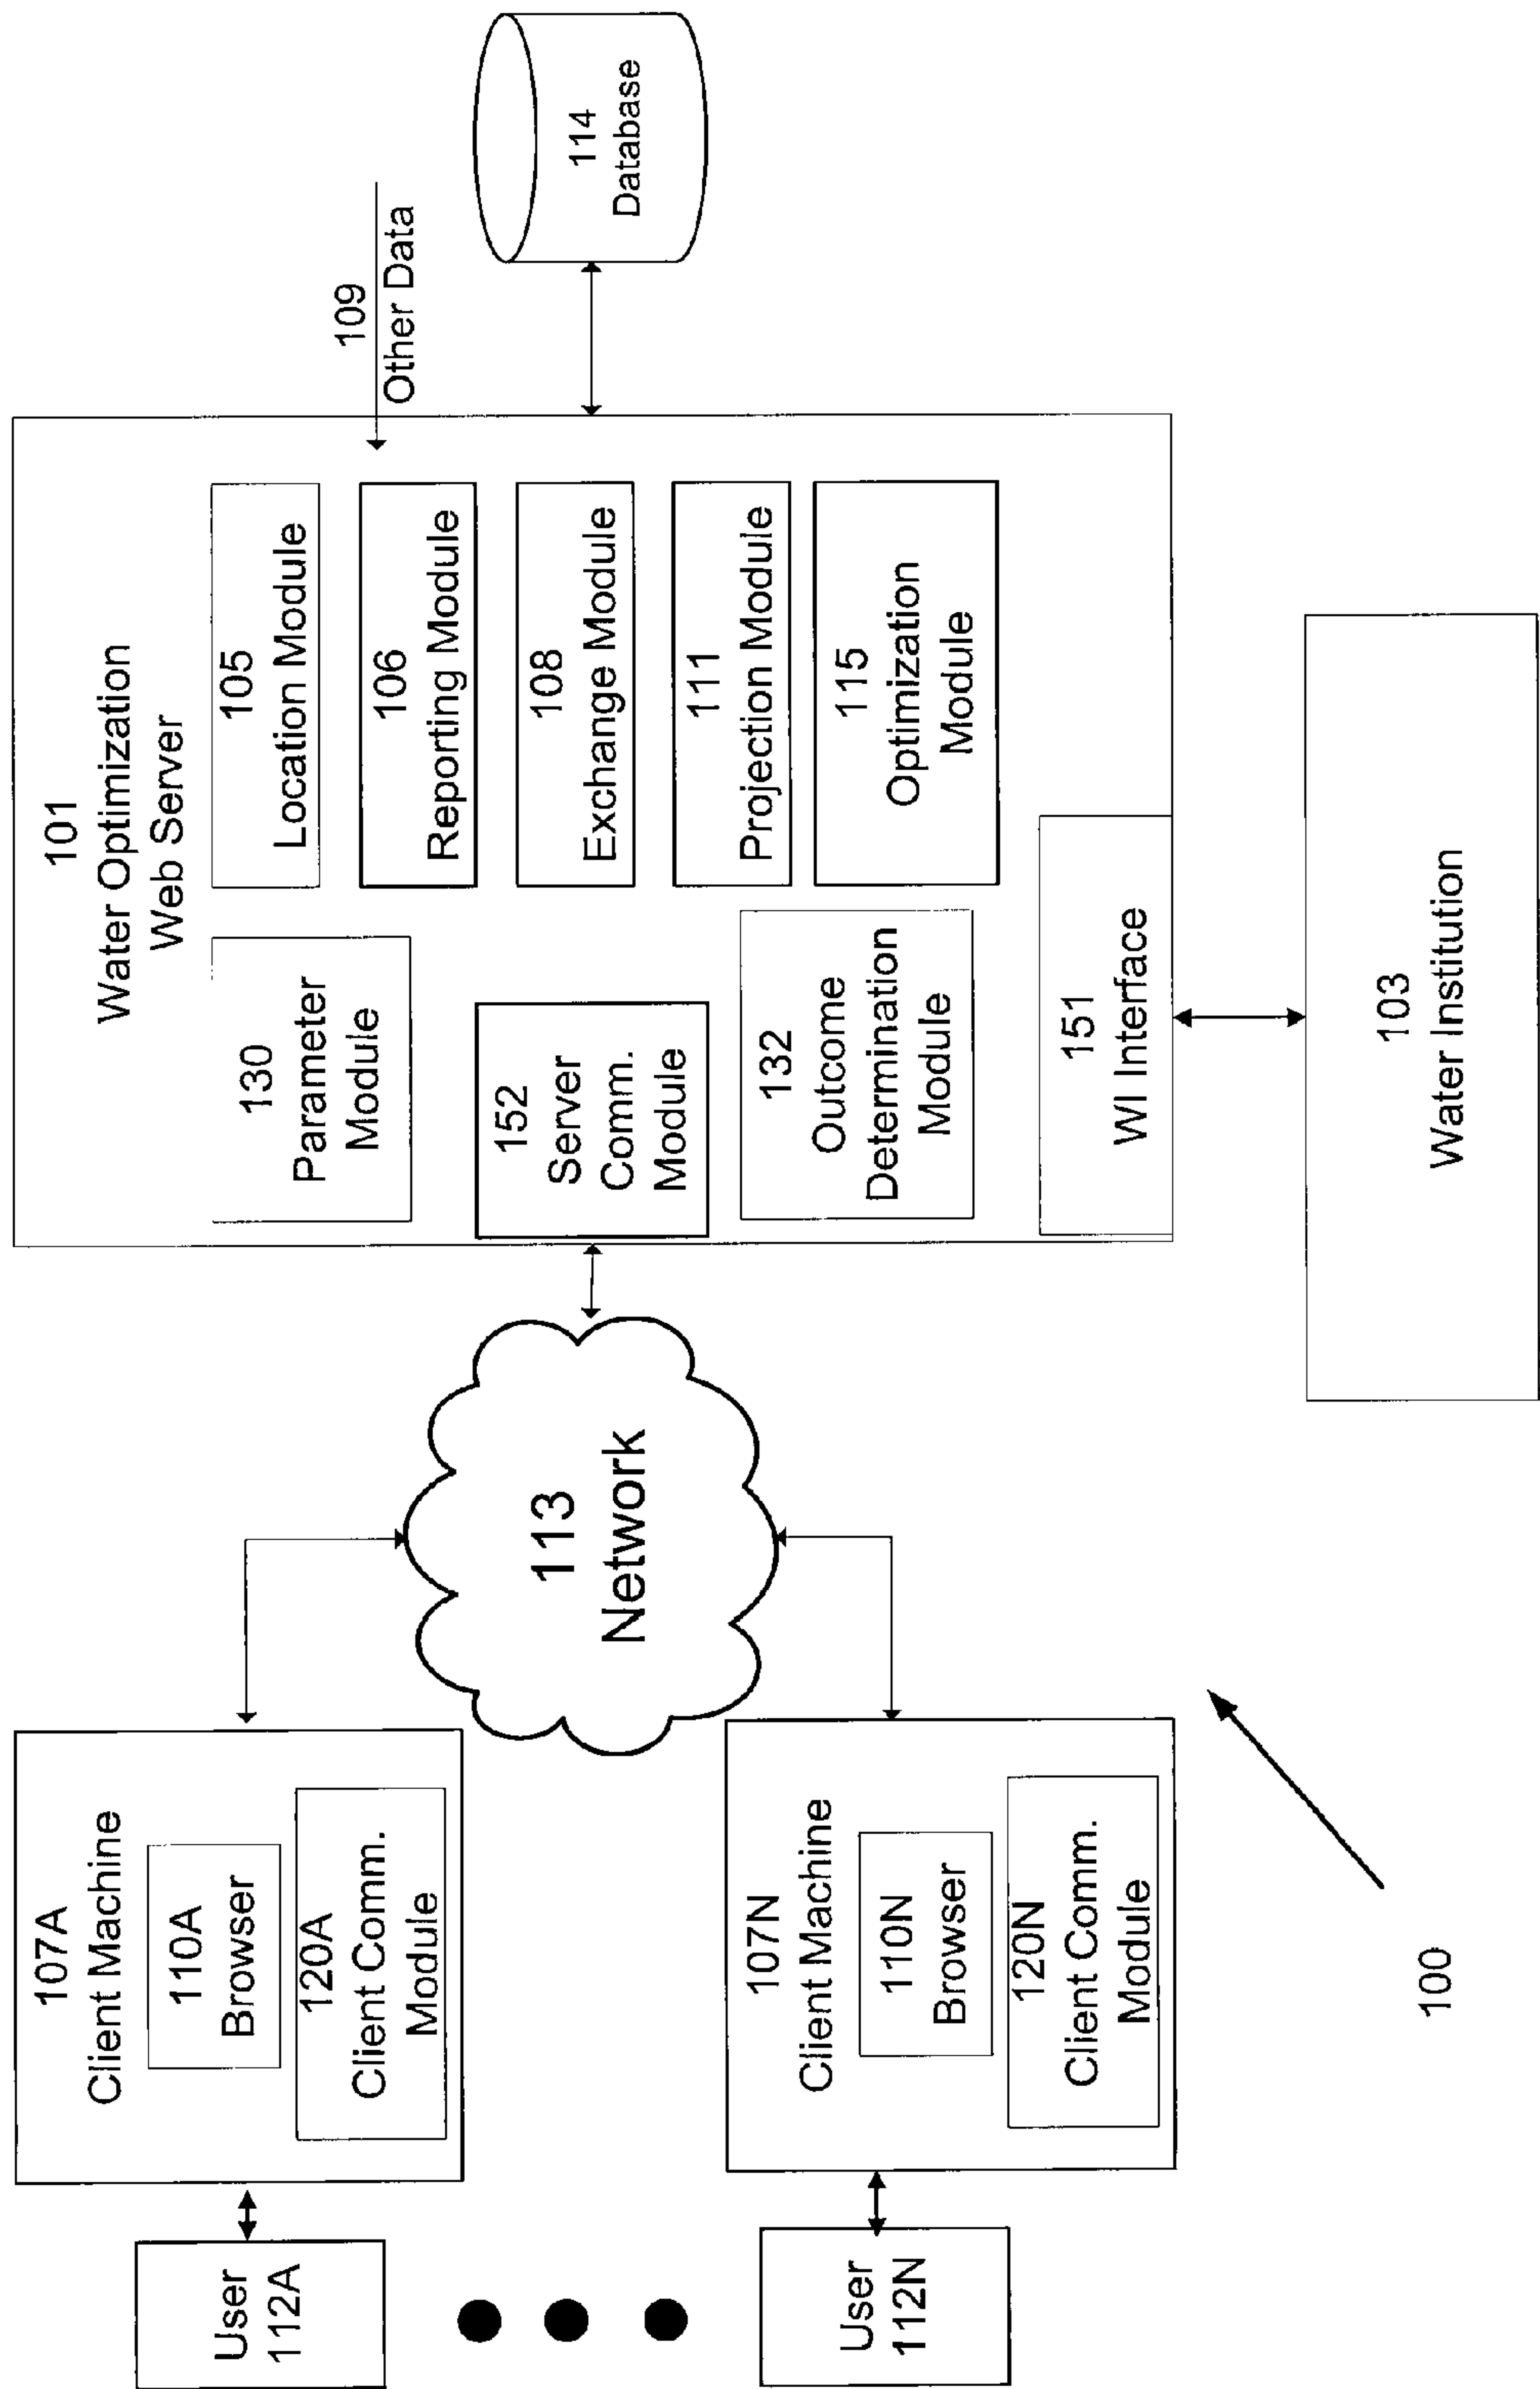 101
Water Optimization
Web Server
130
Parameter
Module
105
Location Module
109
Other Data
152
Server
Comm.
Module
106
Reporting Module
108
Exchange Module
114
Database
132
Outcome
Determination
Module
111
Projection Module
115
Optimization
Module
151
WI Interface
103
Water Institution
113
Network
107A
Client Machine
110A
Browser
120A
Client Comm.
Module
User
112A
107N
Client Machine
110N
Browser
120N
Client Comm.
Module
User
112N
100